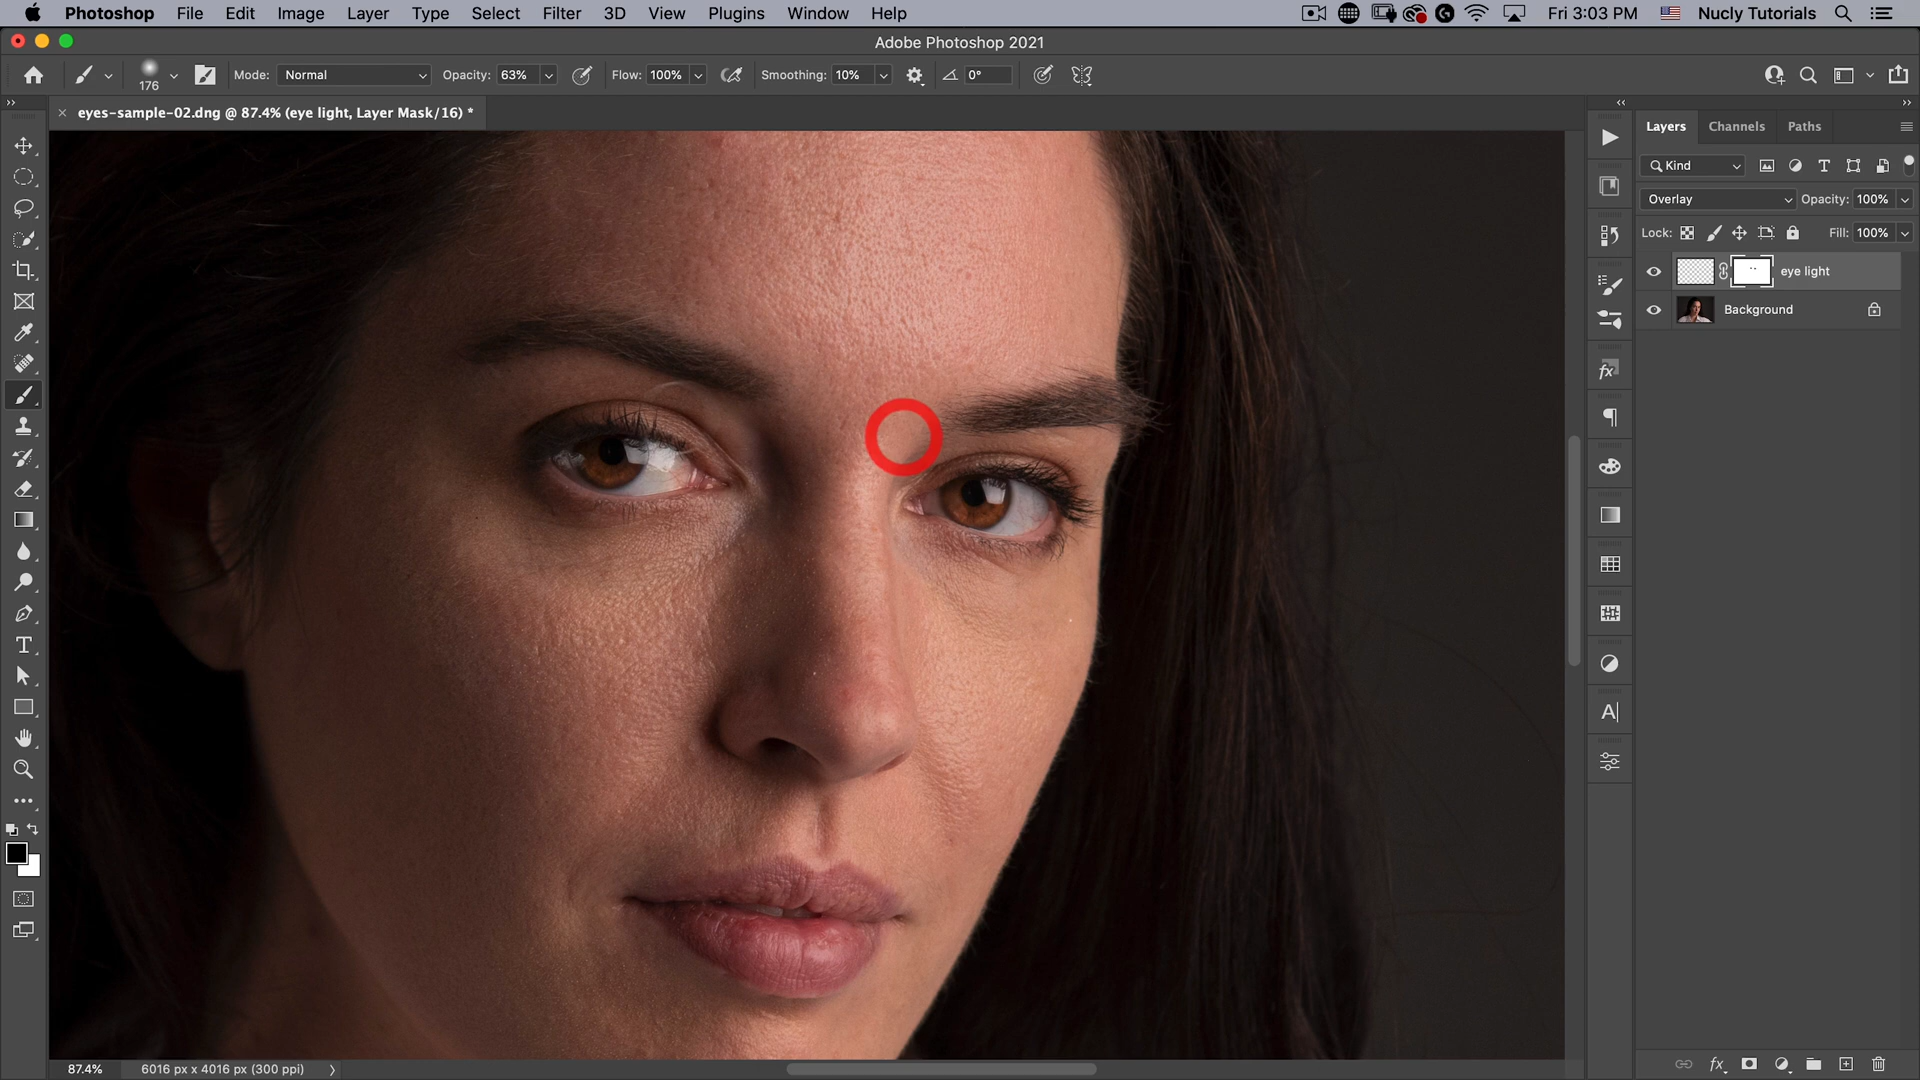 Photoshop File Edit Image Layer Type Select Filter 3D View Plugins Window Help Fri 3:03 PM Nucly Tutorials
Adobe Photoshop 2021
176 Mode: Normal Opacity: 63% Flow: 100% Smoothing: 10% 0°
eyes-sample-02.dng @ 87.4% (eye light, Layer Mask/16) *
Layers Channels Paths
Kind
Overlay Opacity: 100%
Lock: Fill: 100%
eye light
Background
87.4% 6016 px x 4016 px (300 ppi)